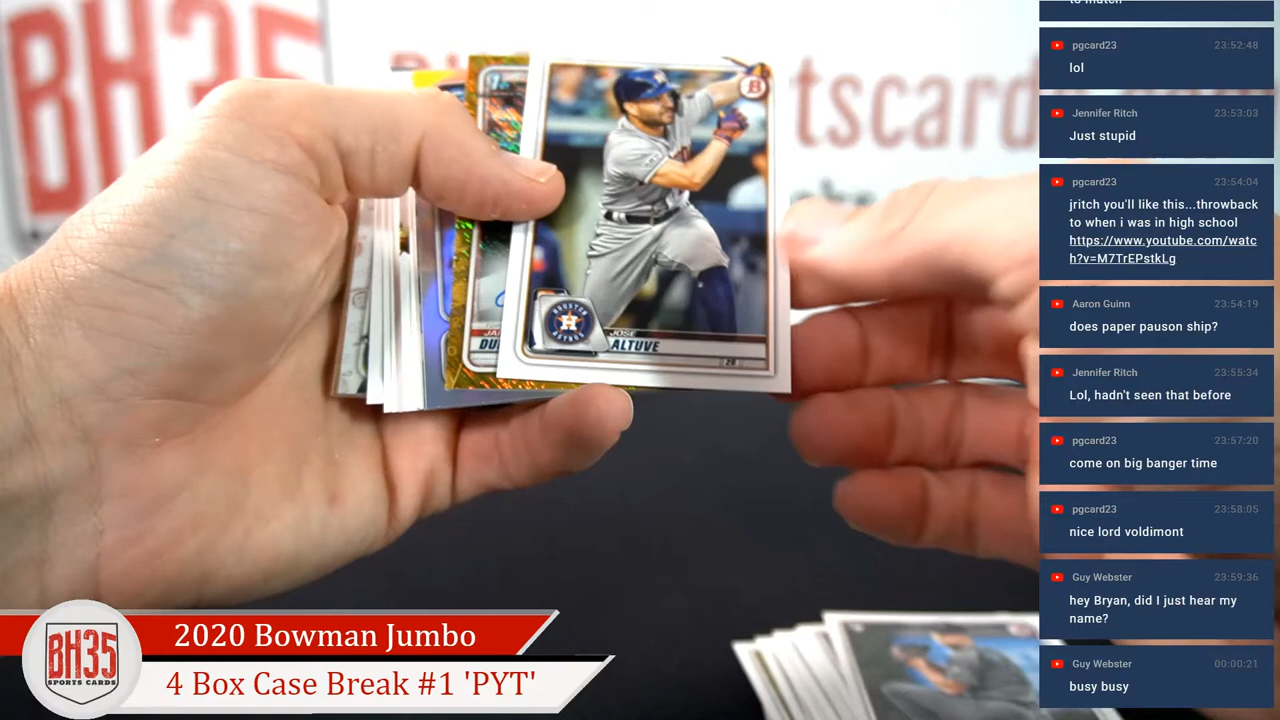 BH35
tscard
JOSE
ALTUVE
28
HOUSTON
H
B
1st
DU
2020 Bowman Jumbo
4 Box Case Break #1 'PYT'
BH35
SPORTS CARDS
pgcard23 23:52:48
lol
Jennifer Ritch 23:53:03
Just stupid
pgcard23 23:54:04
jritch you'll like this...throwback
to when i was in high school
https://www.youtube.com/watc
h?v=M7TrEPstkLg
Aaron Guinn 23:54:19
does paper pauson ship?
Jennifer Ritch 23:55:34
Lol, hadn't seen that before
pgcard23 23:57:20
come on big banger time
pgcard23 23:58:05
nice lord voldimont
Guy Webster 23:59:36
hey Bryan, did I just hear my
name?
Guy Webster 00:00:21
busy busy